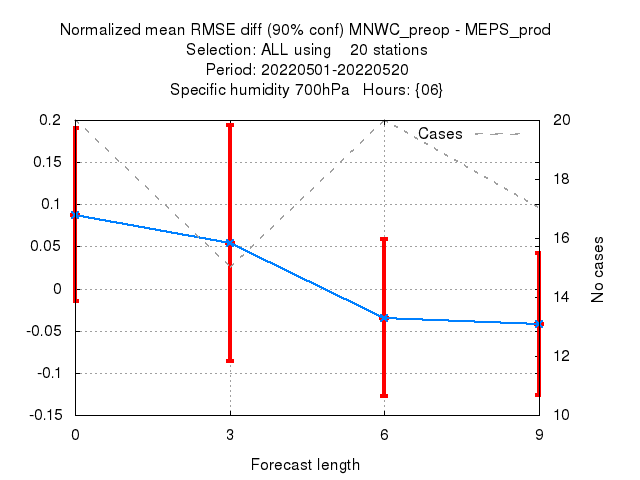 Normalized mean RMSE diff (90% conf) MNWC_preop - MEPS_prod
Selection: ALL using    20 stations
Period: 20220501-20220520
Specific humidity 700hPa   Hours: {06}
0.2
0.15
0.1
0.05
0
-0.05
-0.1
-0.15
Cases
20
18
16
14
12
10
No cases
0 3 6 9
Forecast length